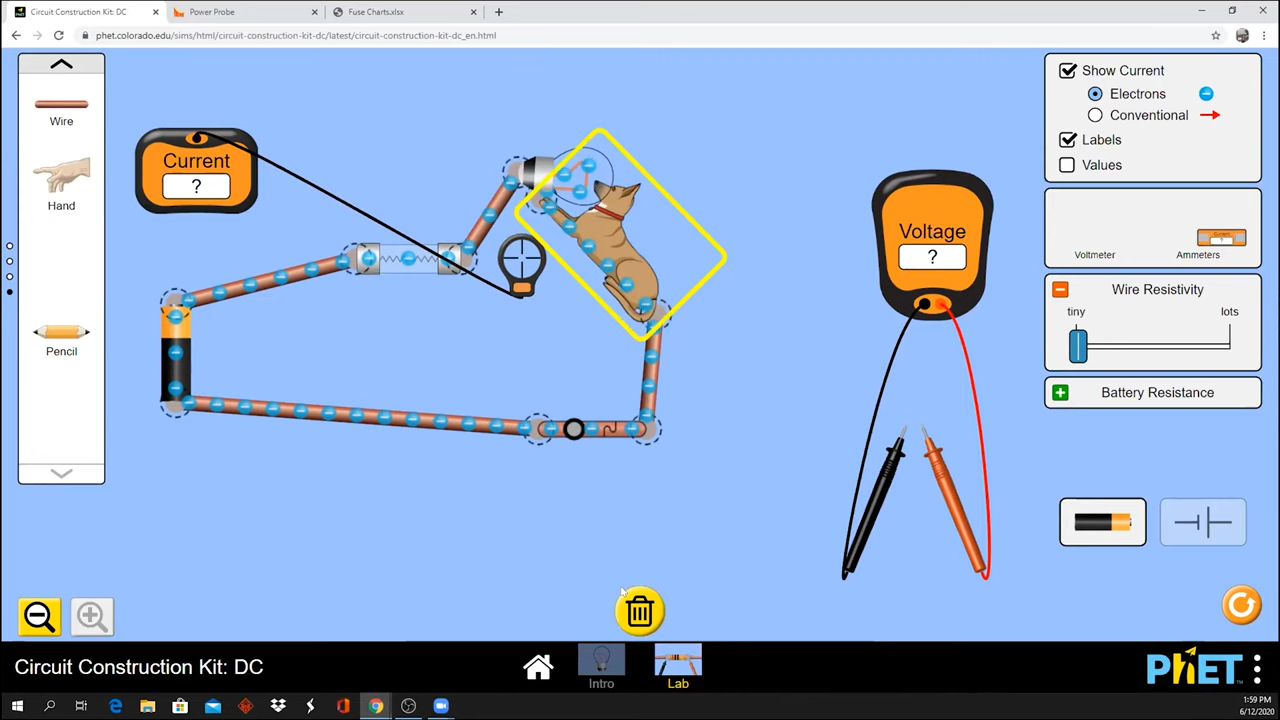 Circuit Construction Kit: DC
Power Probe
Fuse Charts.xlsx
phet.colorado.edu/sims/html/circuit-construction-kit-dc/latest/circuit-construction-kit-dc_en.html
Wire
Hand
Pencil
Current
?
Voltage
?
Show Current
Electrons
Conventional
Labels
Values
Current
?
Voltmeter
Ammeters
Wire Resistivity
tiny
lots
Battery Resistance
Circuit Construction Kit: DC
Intro
Lab
PhET
1:59 PM
6/12/2020